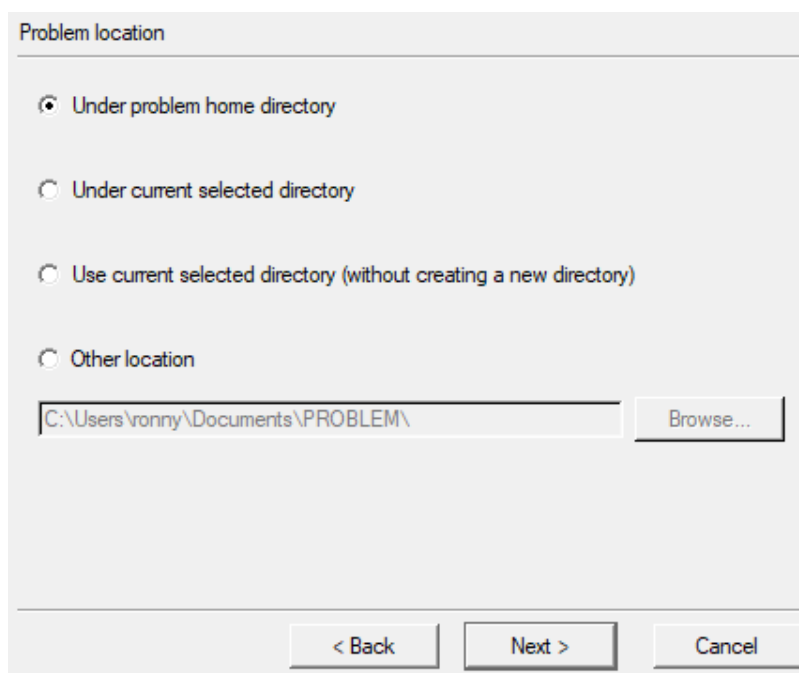 Problem location
Under problem home directory
Under current selected directory
Use current selected directory (without creating a new directory)
Other location
C:\Users\ronny\Documents\PROBLEM\
Browse...
< Back
Next >
Cancel